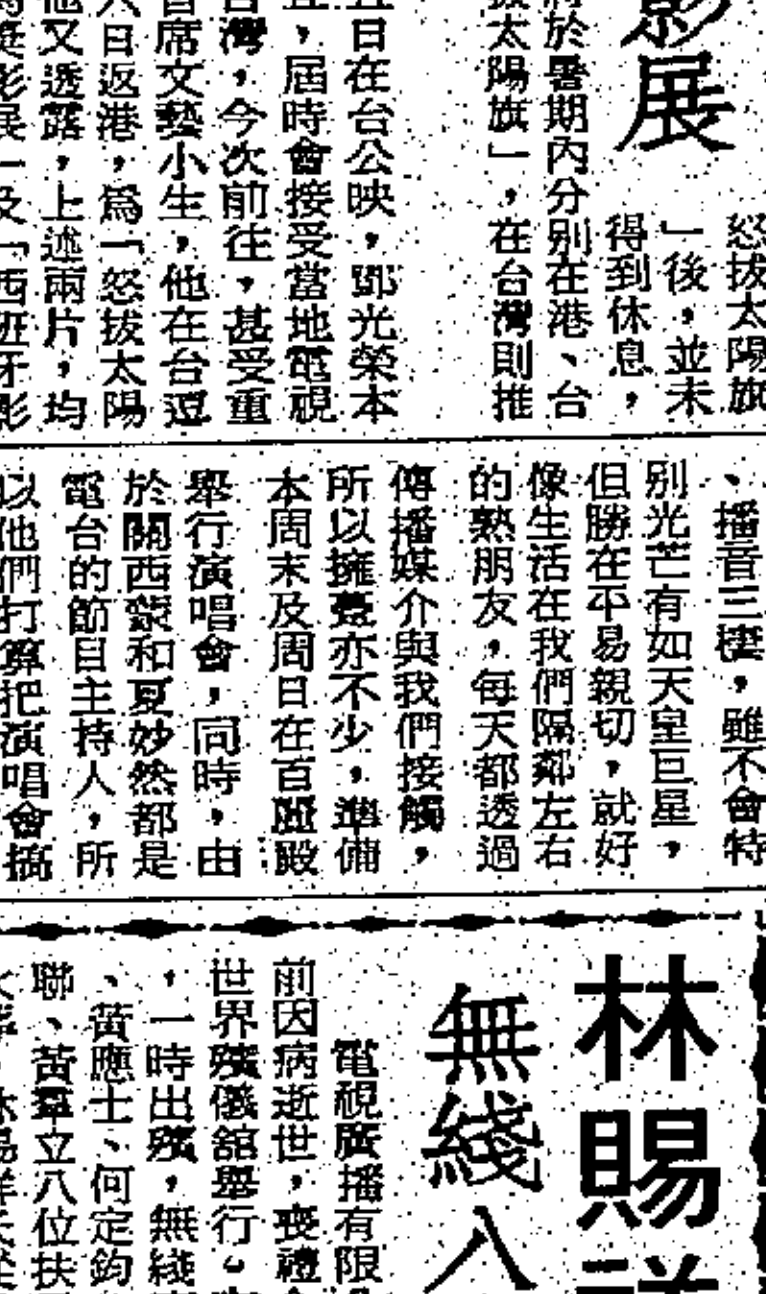 影展
怒拔太陽旗
」後，並未
得到休息，
於暑期內分別在港、台
太陽旗」，在台灣則推
日在台公映，鄧光榮本
，屆時會接受當地電視
灣，今次前往，甚受重
席文藝小生，他在台逗
日返港，爲「怒拔太陽
又透露，上述兩片，均
影展」及「西班牙影
、播音三棲，雖不會特
別光芒有如天皇巨星，
但勝在平易親切，就好
像生活在我們隔鄰左右
的熟朋友，每天都透過
傳播媒介與我們接觸，
所以擁躉亦不少，準備
本周末及周日在百麗殿
舉行演唱會，同時，由
於關西蒙和夏妙然都是
電台的節目主持人，所
以他們打算把演唱會搞
林賜
無綫八
電視廣播有限
前因病逝世，喪禮
世界殯儀舘舉行。
，一時出殯，無綫
、黃應士、何定鈞
聯、黃羣立八位扶